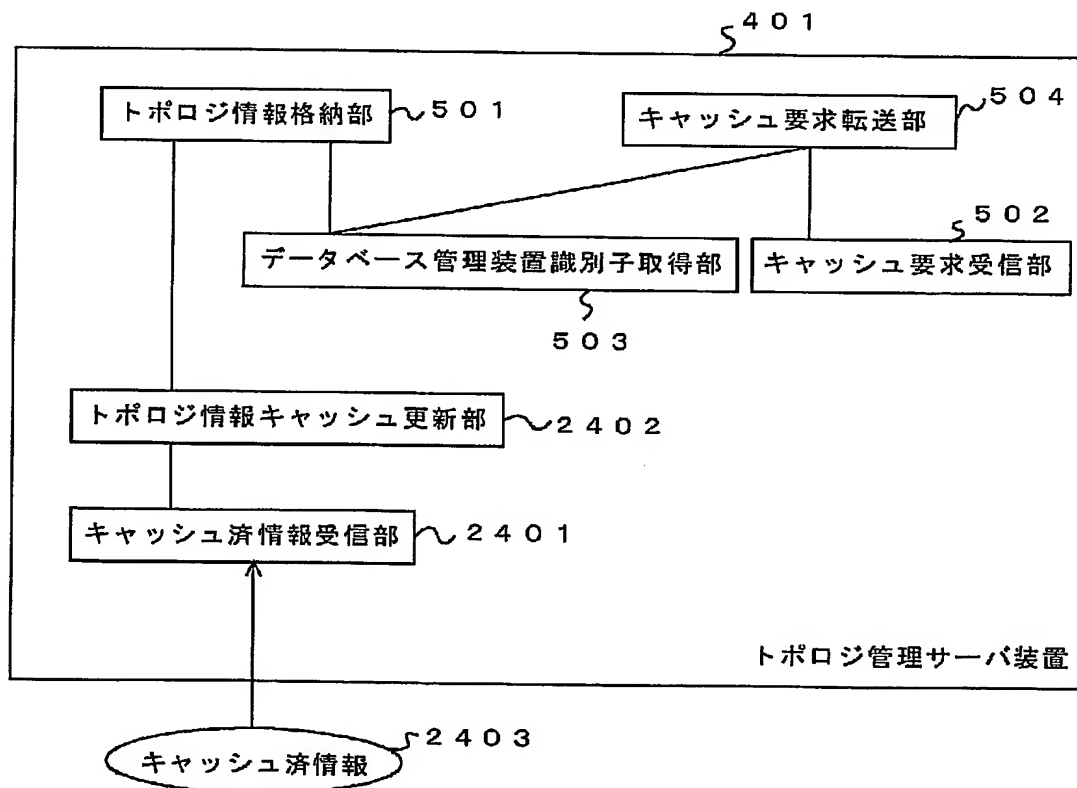 401
トポロジ情報格納部
501
キャッシュ要求転送部
504
データベース管理装置識別子取得部
503
キャッシュ要求受信部
502
トポロジ情報キャッシュ更新部
2402
キャッシュ済情報受信部
2401
トポロジ管理サーバ装置
キャッシュ済情報
2403